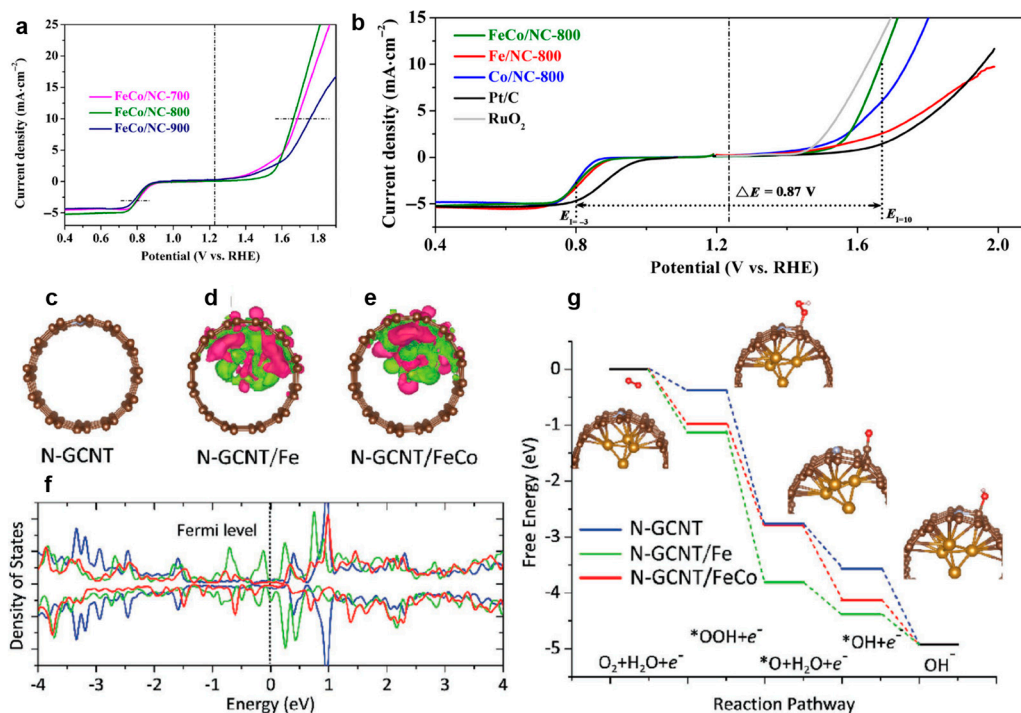 a
25
20
15
10
5
0
-5
Current density (mA·cm⁻²)
FeCo/NC-700
FeCo/NC-800
FeCo/NC-900
0.4 0.6 0.8 1.0 1.2 1.4 1.6 1.8
Potential (V vs. RHE)
b
15
10
5
0
-5
Current density (mA·cm⁻²)
FeCo/NC-800
Fe/NC-800
Co/NC-800
Pt/C
RuO₂
△E = 0.87 V
E I= -3
E I=10
0.4 0.8 1.2 1.6 2.0
Potential (V vs. RHE)
c
N-GCNT
d
N-GCNT/Fe
e
N-GCNT/FeCo
f
Density of States
Fermi level
-4 -3 -2 -1 0 1 2 3 4
Energy (eV)
g
0
-1
-2
-3
-4
-5
Free Energy (eV)
N-GCNT
N-GCNT/Fe
N-GCNT/FeCo
O₂+H₂O+e⁻
*OOH+e⁻
*O+H₂O+e⁻
*OH+e⁻
OH⁻
Reaction Pathway